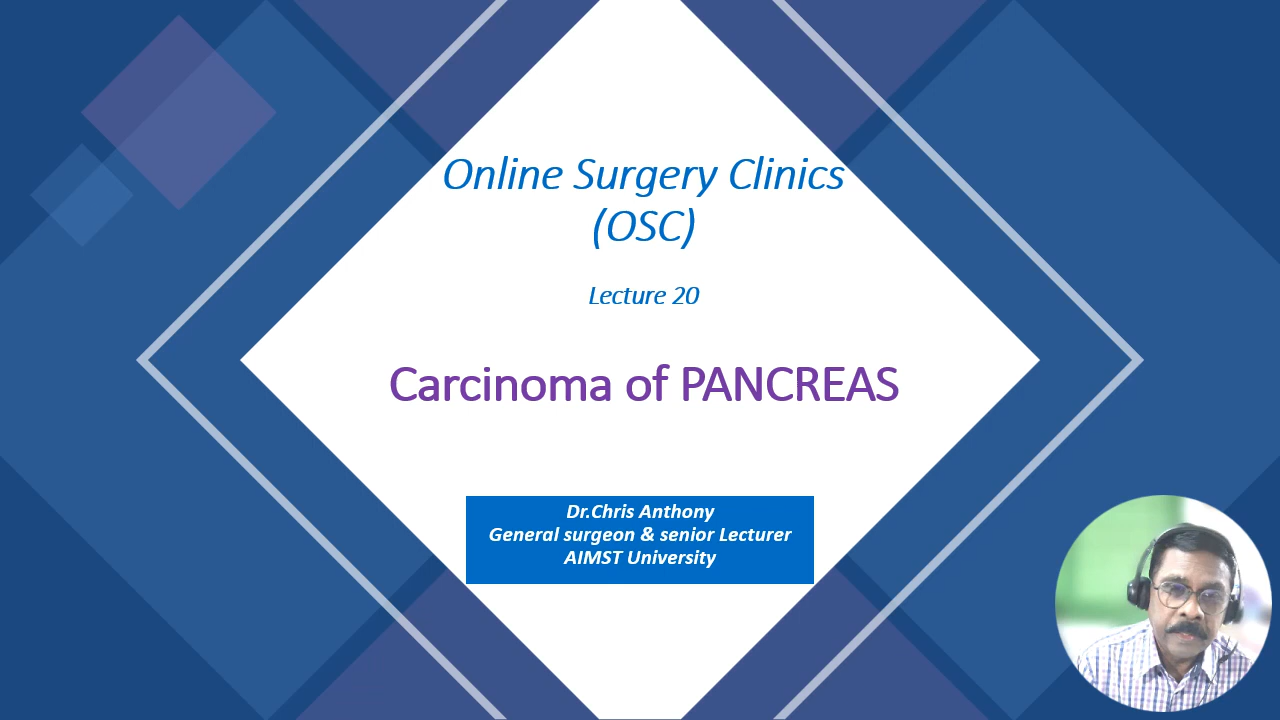 Online Surgery Clinics
(OSC)
Lecture 20
Carcinoma of PANCREAS
Dr.Chris Anthony
General surgeon & senior Lecturer
AIMST University